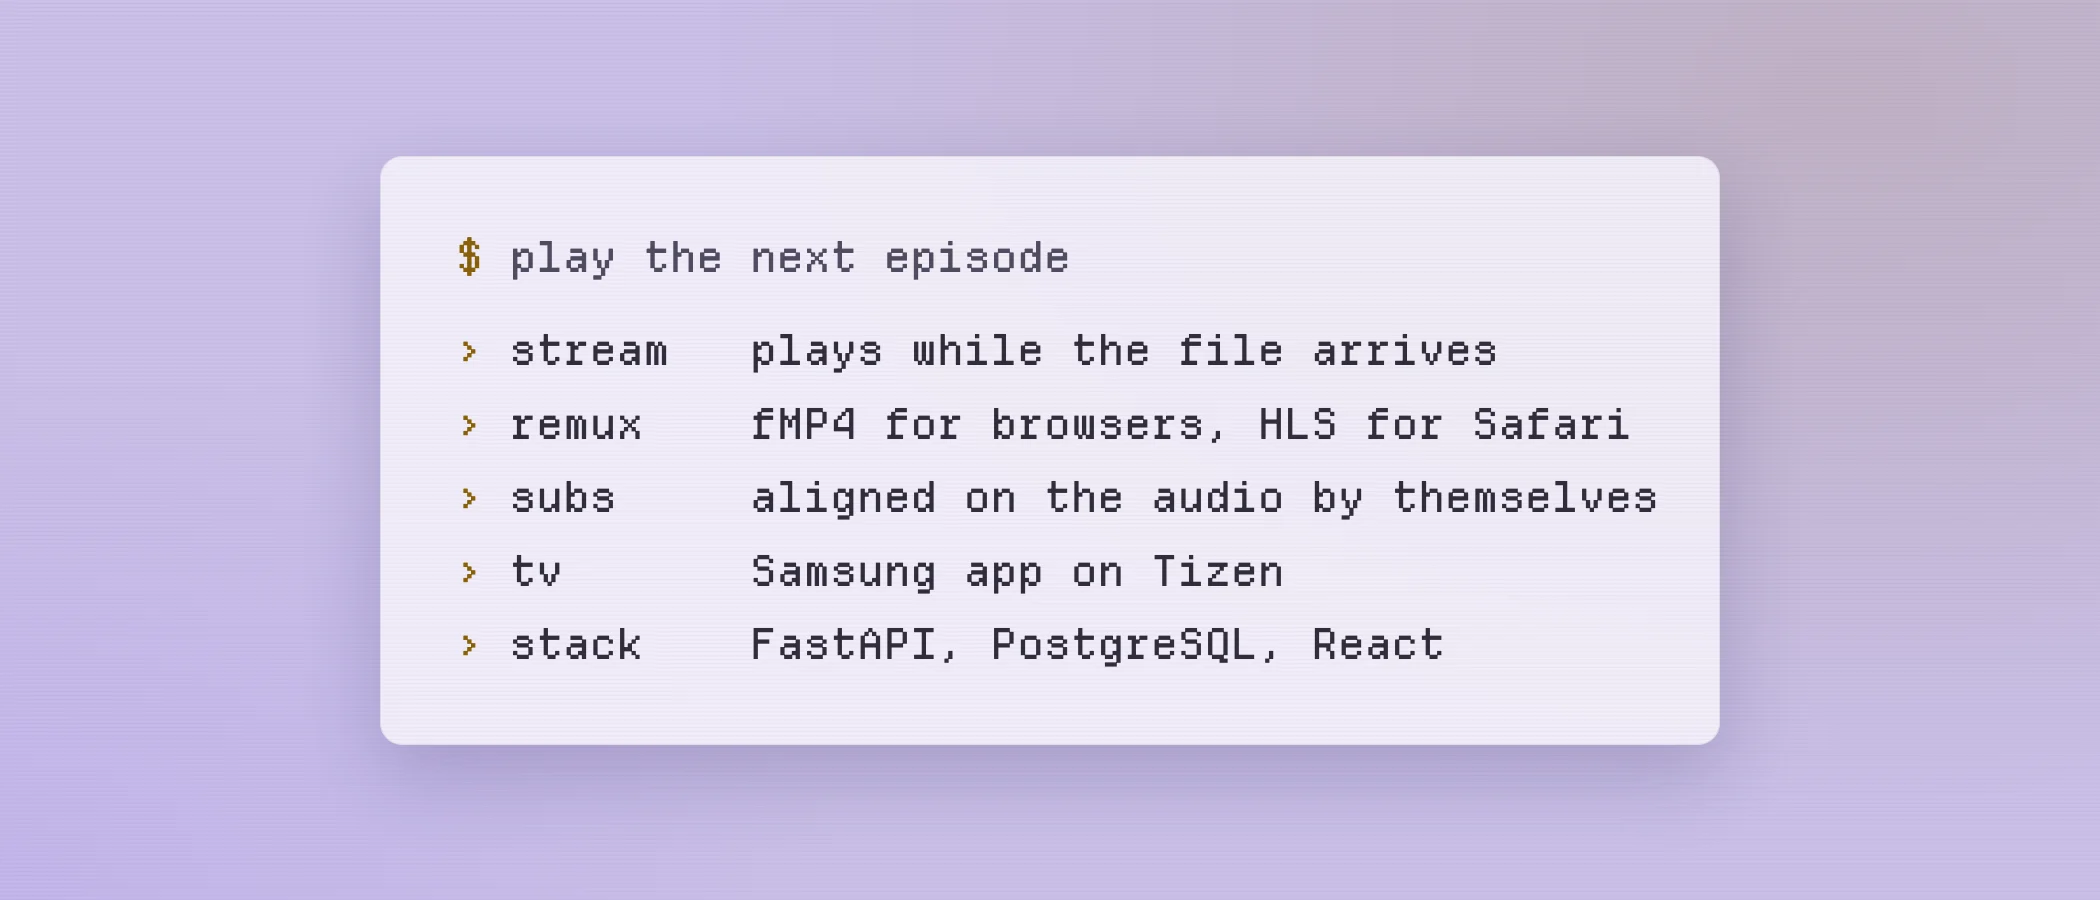 $ play the next episode
› stream plays while the file arrives
› remux fMP4 for browsers, HLS for Safari
› subs aligned on the audio by themselves
› tv Samsung app on Tizen
› stack FastAPI, PostgreSQL, React